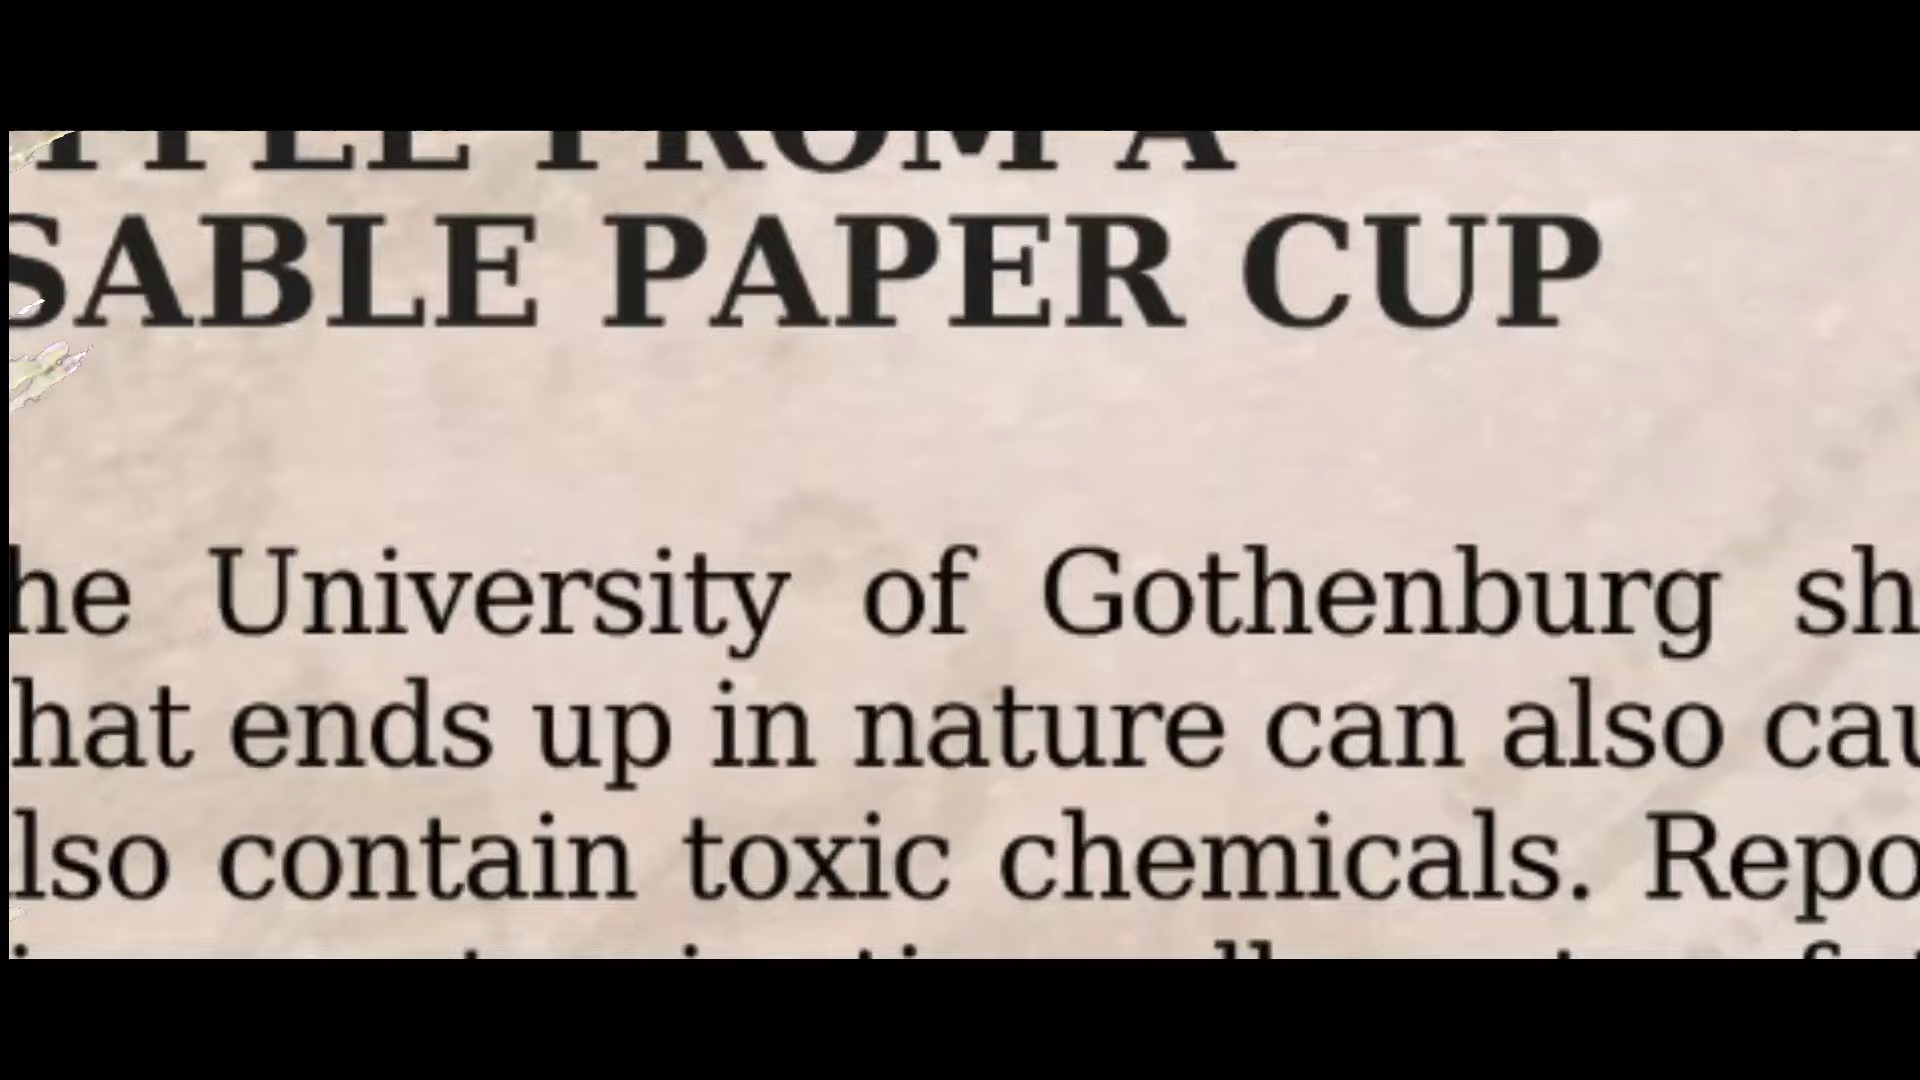 FROM A
SABLE PAPER CUP
he University of Gothenburg sh
hat ends up in nature can also cau
lso contain toxic chemicals. Repo